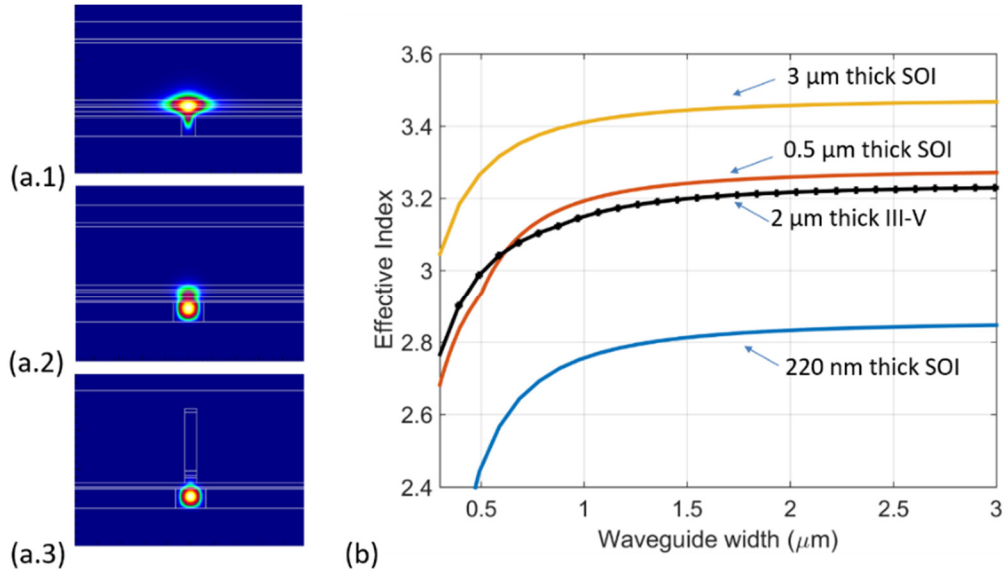 (a.1)
(a.2)
(a.3)
(b)
Effective Index
3.6
3.4
3.2
3
2.8
2.6
2.4
3 μm thick SOI
0.5 μm thick SOI
2 μm thick III-V
220 nm thick SOI
0.5 1 1.5 2 2.5 3
Waveguide width (μm)